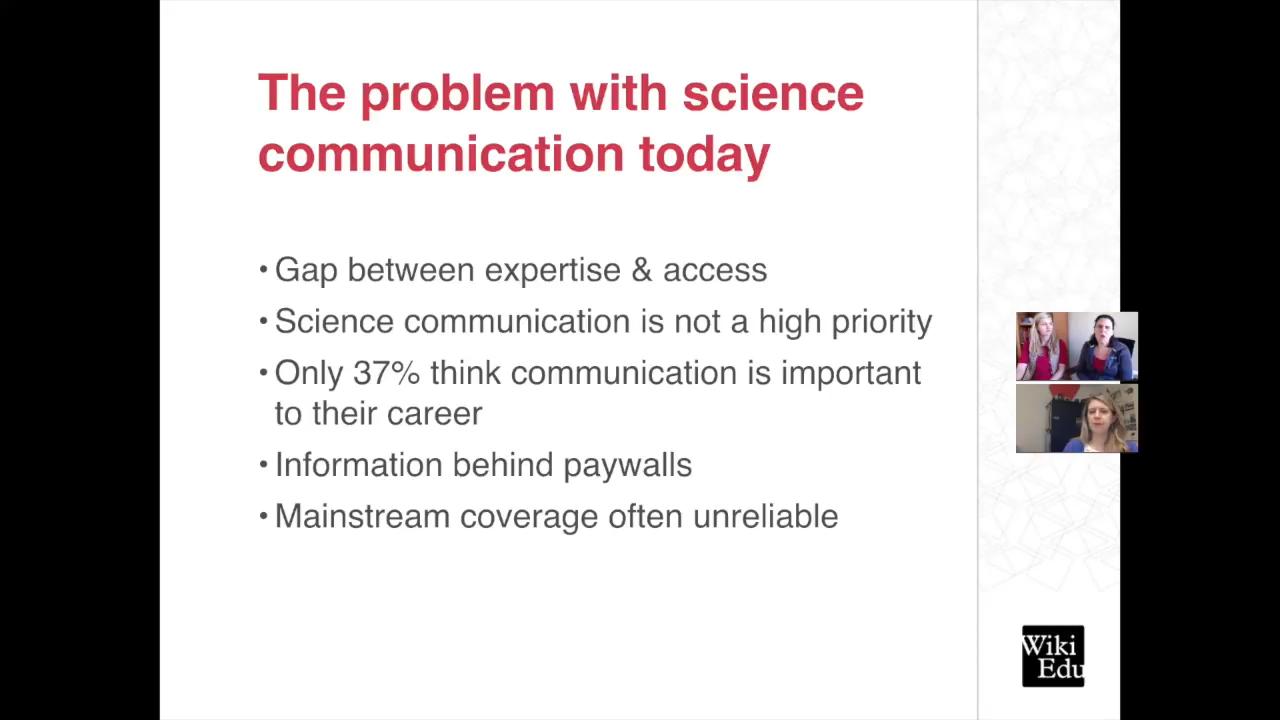 The problem with science
communication today
• Gap between expertise & access
• Science communication is not a high priority
• Only 37% think communication is important
to their career
• Information behind paywalls
• Mainstream coverage often unreliable
Wiki
Edu